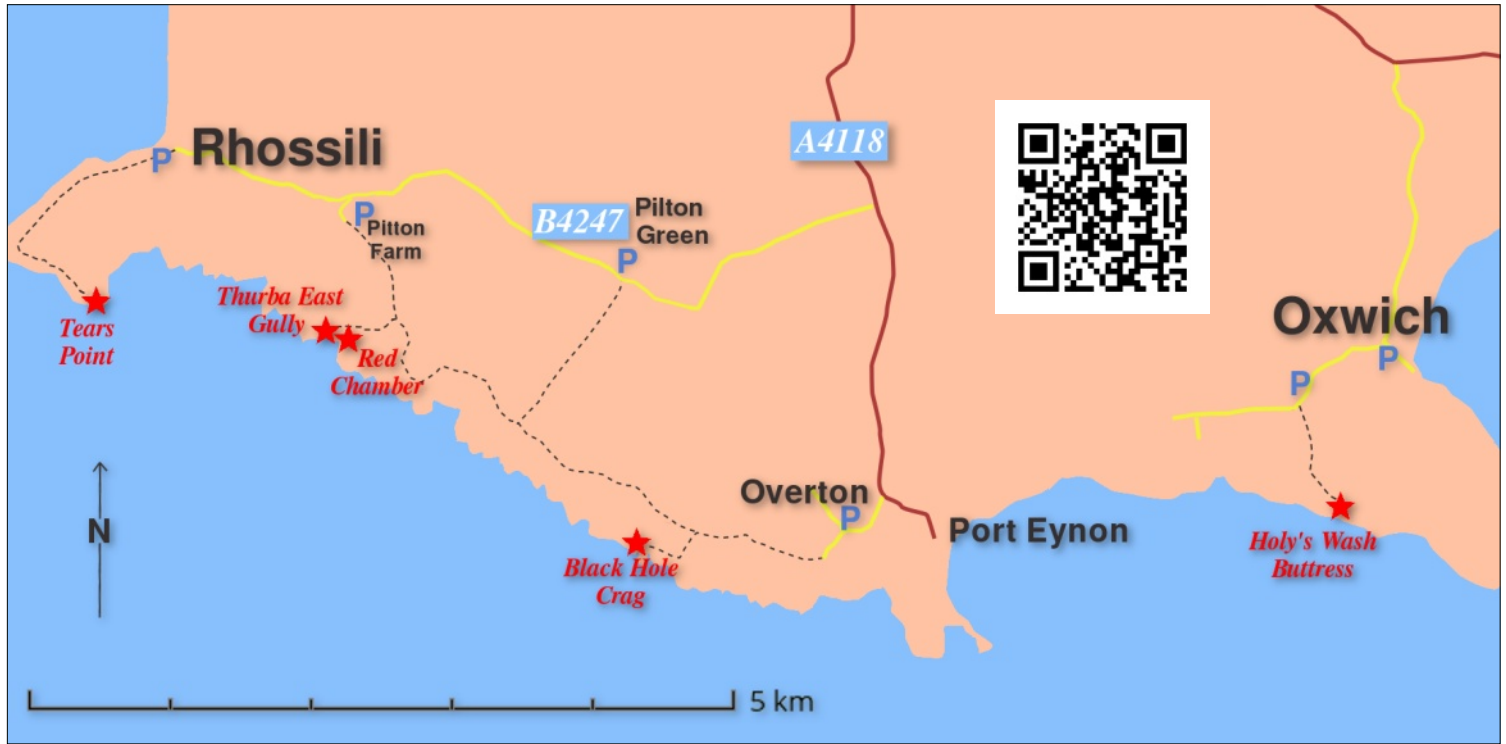 A4118
Rhossili
P
P
Pitton
Farm
B4247
Pilton
Green
P
Thurba East
Gully
Tears
Point
Red
Chamber
Oxwich
P
P
Overton
P
Port Eynon
N
Black Hole
Crag
Holy's Wash
Buttress
5 km